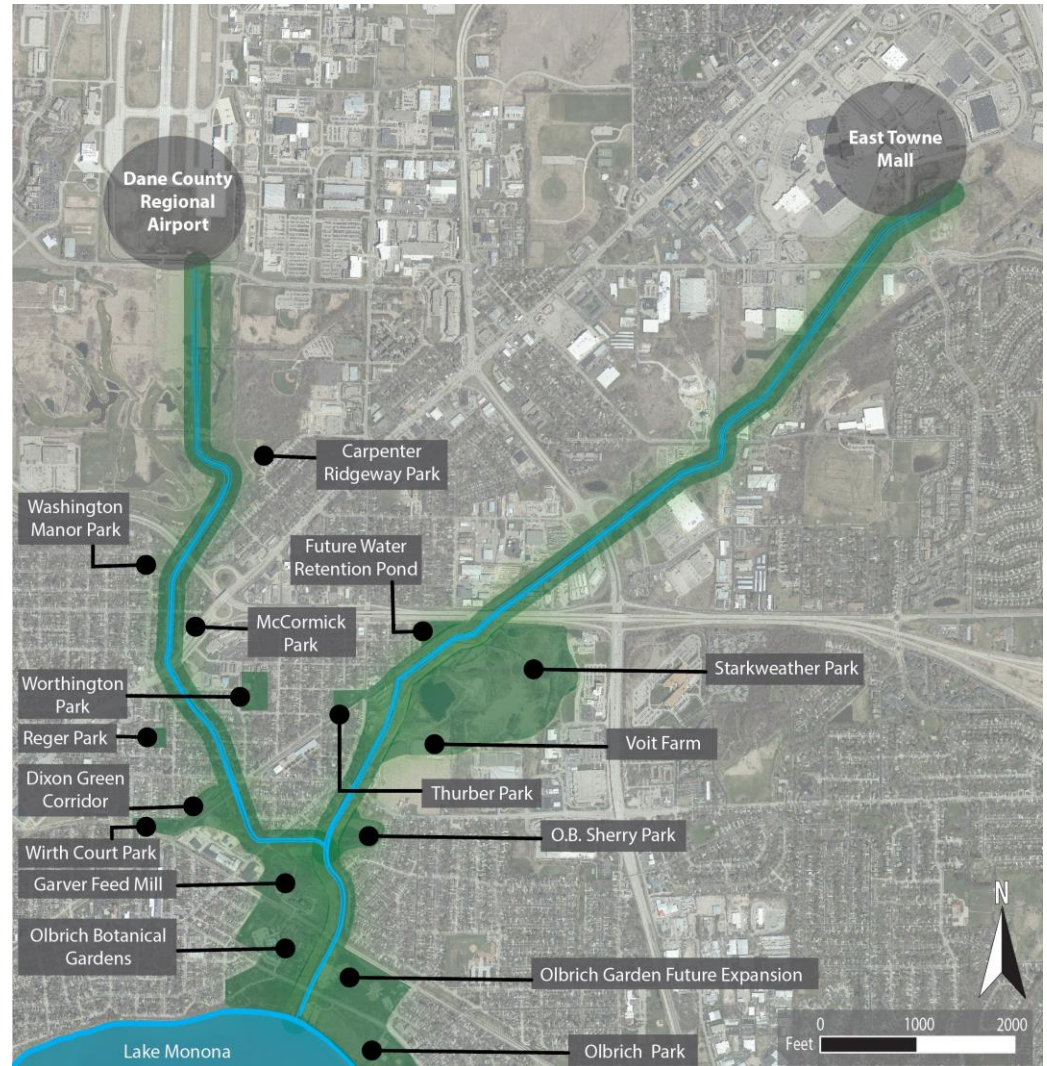 East Towne
Mall
Dane County
Regional
Airport
Carpenter
Ridgeway Park
Washington
Manor Park
Future Water
Retention Pond
McCormick
Park
Starkweather Park
Worthington
Park
Reger Park
Voit Farm
Dixon Green
Corridor
Thurber Park
O.B. Sherry Park
Wirth Court Park
Garver Feed Mill
Olbrich Botanical
Gardens
Olbrich Garden Future Expansion
N
0 1000 2000
Feet
Lake Monona
Olbrich Park